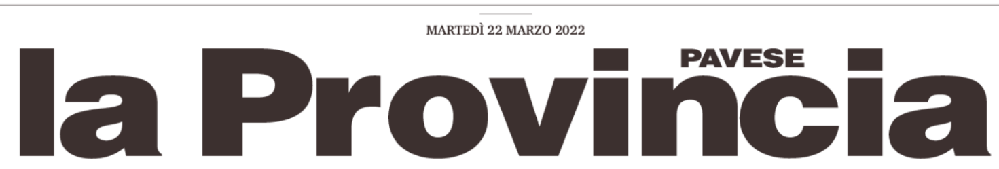 MARTEDÌ 22 MARZO 2022
PAVESE
la Provincia